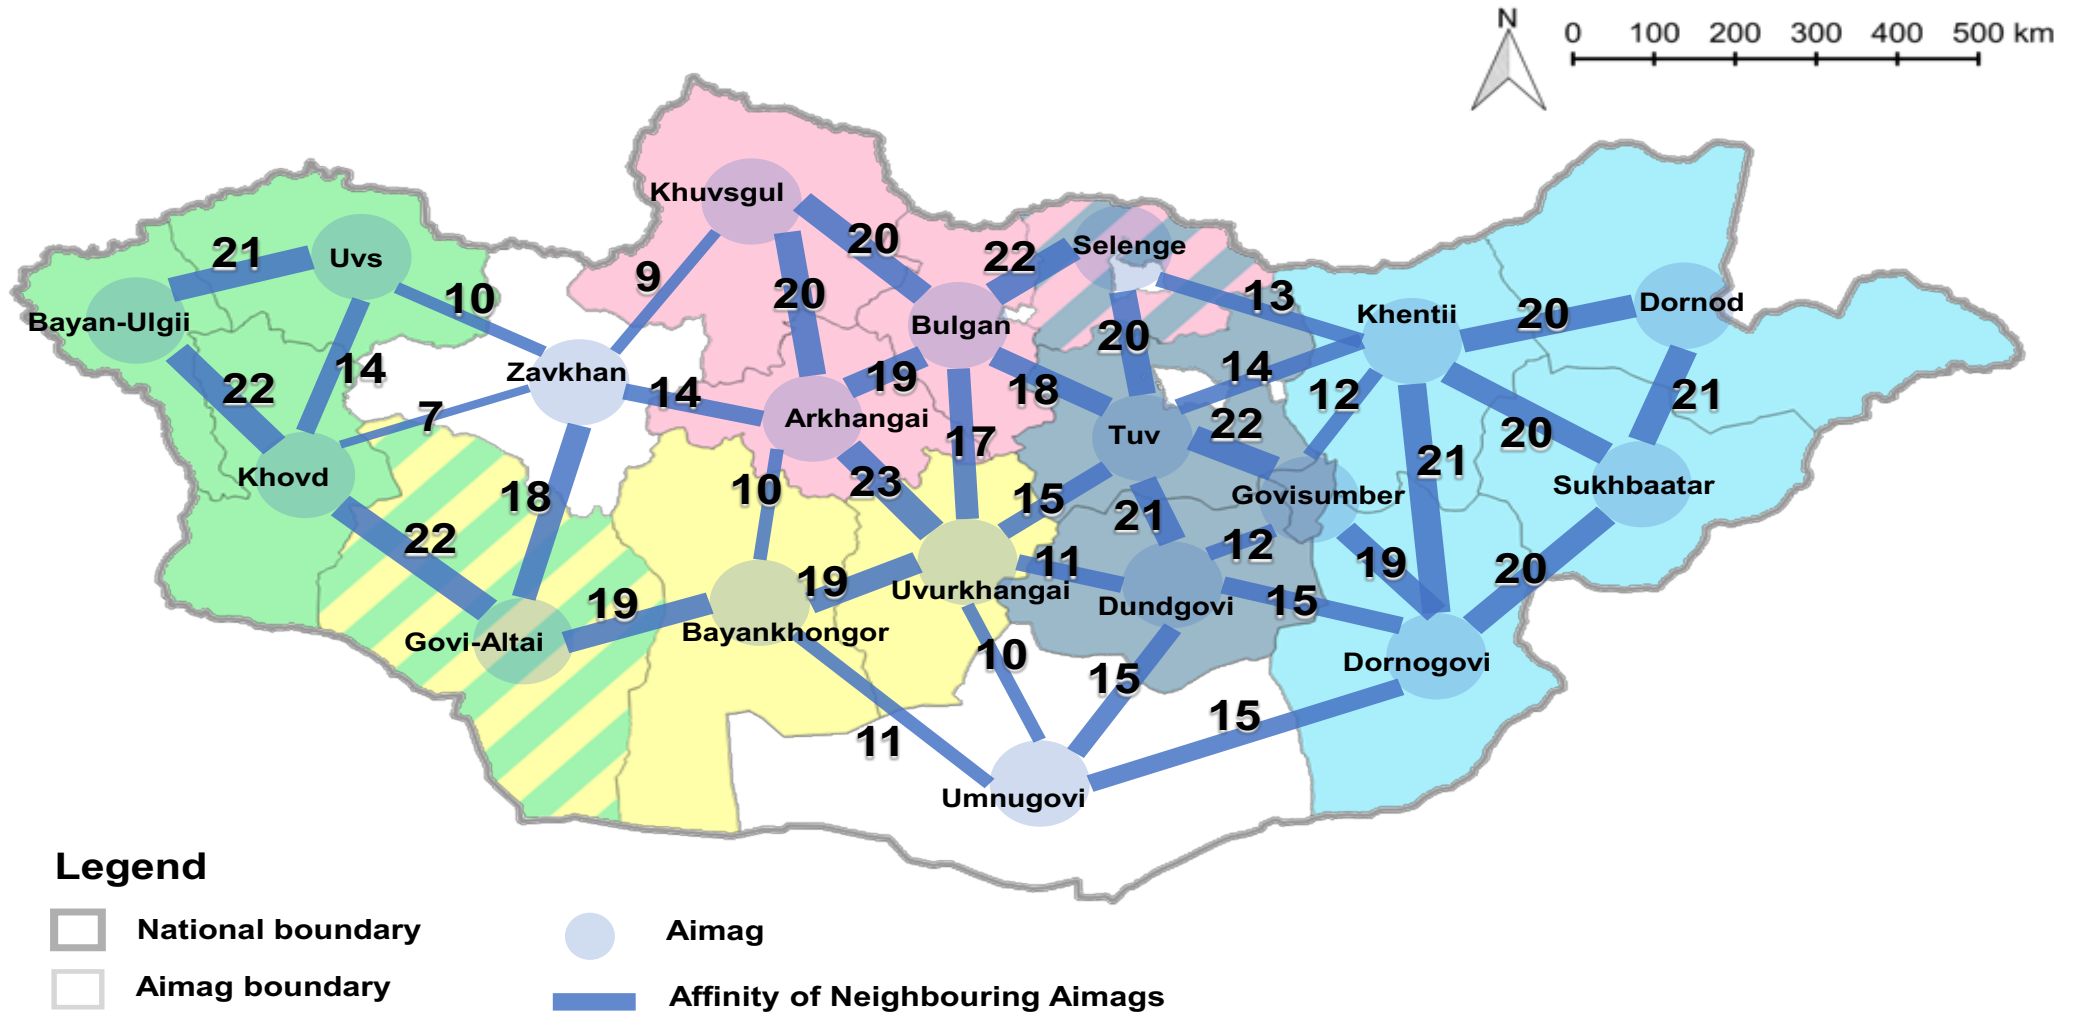 N
0 100 200 300 400 500 km
Khuvsgul
Selenge
Uvs
Bayan-Ulgii
Bulgan
Khentii
Dornod
Zavkhan
Arkhangai
Tuv
Khovd
Govisumber
Sukhbaatar
Uvurkhangai
Dundgovi
Govi-Altai
Bayankhongor
Dornogovi
Umnugovi
21
10
9
20
20
22
13
20
20
14
22
14
7
14
19
18
14
22
12
20
21
21
18
10
23
17
15
21
12
19
20
22
19
19
11
15
10
15
11
15
Legend
National boundary
Aimag
Aimag boundary
Affinity of Neighbouring Aimags